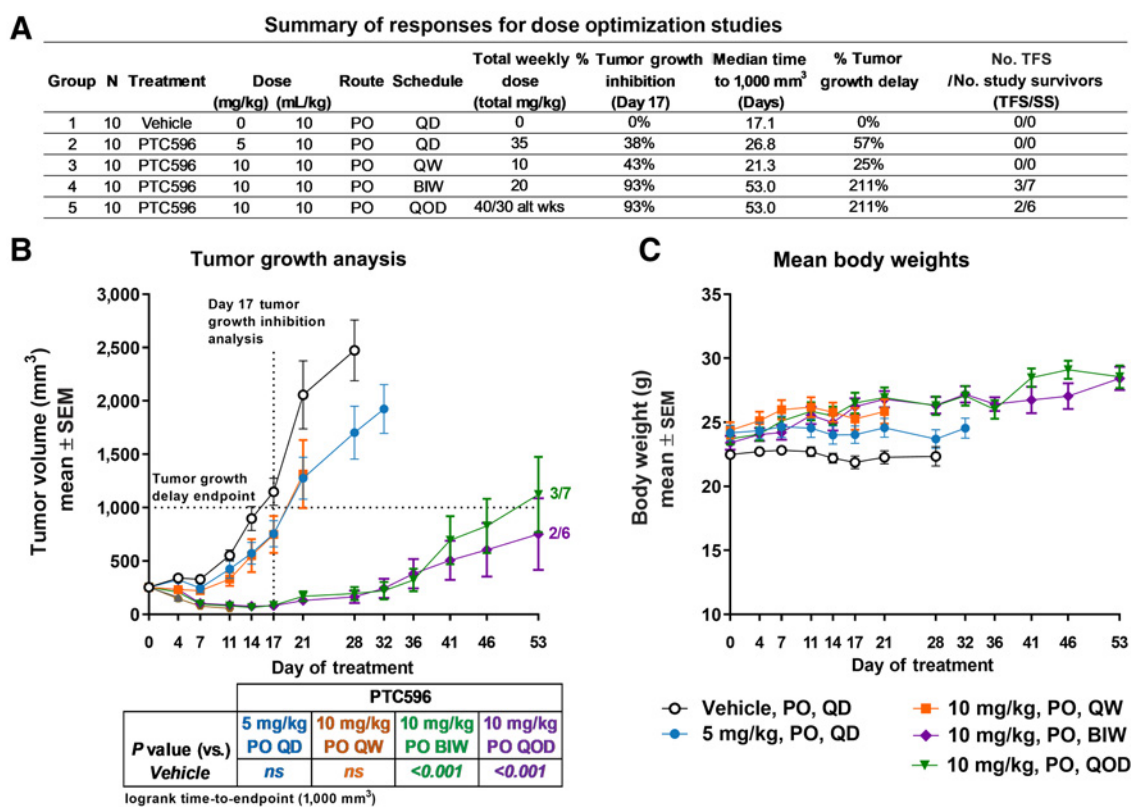 A
Summary of responses for dose optimization studies
Group N Treatment Dose Route Schedule Total weekly dose (total mg/kg) % Tumor growth inhibition (Day 17) Median time to 1,000 mm³ (Days) % Tumor growth delay No. TFS /No. study survivors (TFS/SS)
(mg/kg) (mL/kg)
1 10 Vehicle 0 10 PO QD 0 0% 17.1 0% 0/0
2 10 PTC596 5 10 PO QD 35 38% 26.8 57% 0/0
3 10 PTC596 10 10 PO QW 10 43% 21.3 25% 0/0
4 10 PTC596 10 10 PO BIW 20 93% 53.0 211% 3/7
5 10 PTC596 10 10 PO QOD 40/30 alt wks 93% 53.0 211% 2/6
B
Tumor growth anaysis
Tumor volume (mm³)
mean ± SEM
3,000
2,500
2,000
1,500
1,000
500
0
Day 17 tumor
growth inhibition
analysis
Tumor growth
delay endpoint
3/7
2/6
0 4 7 11 14 17 21 28 32 36 41 46 53
Day of treatment
PTC596
5 mg/kg 10 mg/kg 10 mg/kg 10 mg/kg
P value (vs.) PO QD PO QW PO BIW PO QOD
Vehicle ns ns <0.001 <0.001
logrank time-to-endpoint (1,000 mm³)
C
Mean body weights
Body weight (g)
mean ± SEM
35
30
25
20
15
10
0 4 7 11 14 17 21 28 32 36 41 46 53
Day of treatment
Vehicle, PO, QD
5 mg/kg, PO, QD
10 mg/kg, PO, QW
10 mg/kg, PO, BIW
10 mg/kg, PO, QOD